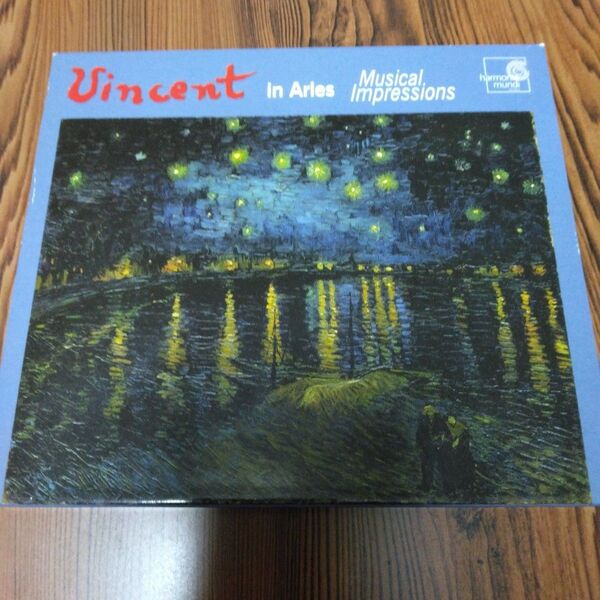 Vincent in Arles Musical Impressions
harmonia mundi